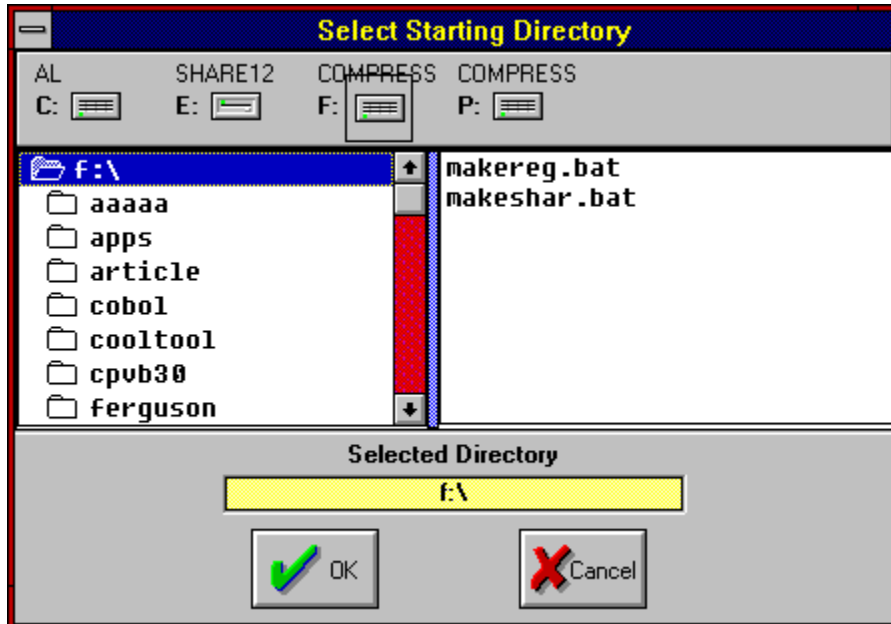 Select Starting Directory
AL SHARE12 COMPRESS COMPRESS
C: E: F: P:
f:\
aaaaa
apps
article
cobol
cooltool
cpvb30
ferguson
makereg.bat
makeshar.bat
Selected Directory
f:\
OK Cancel